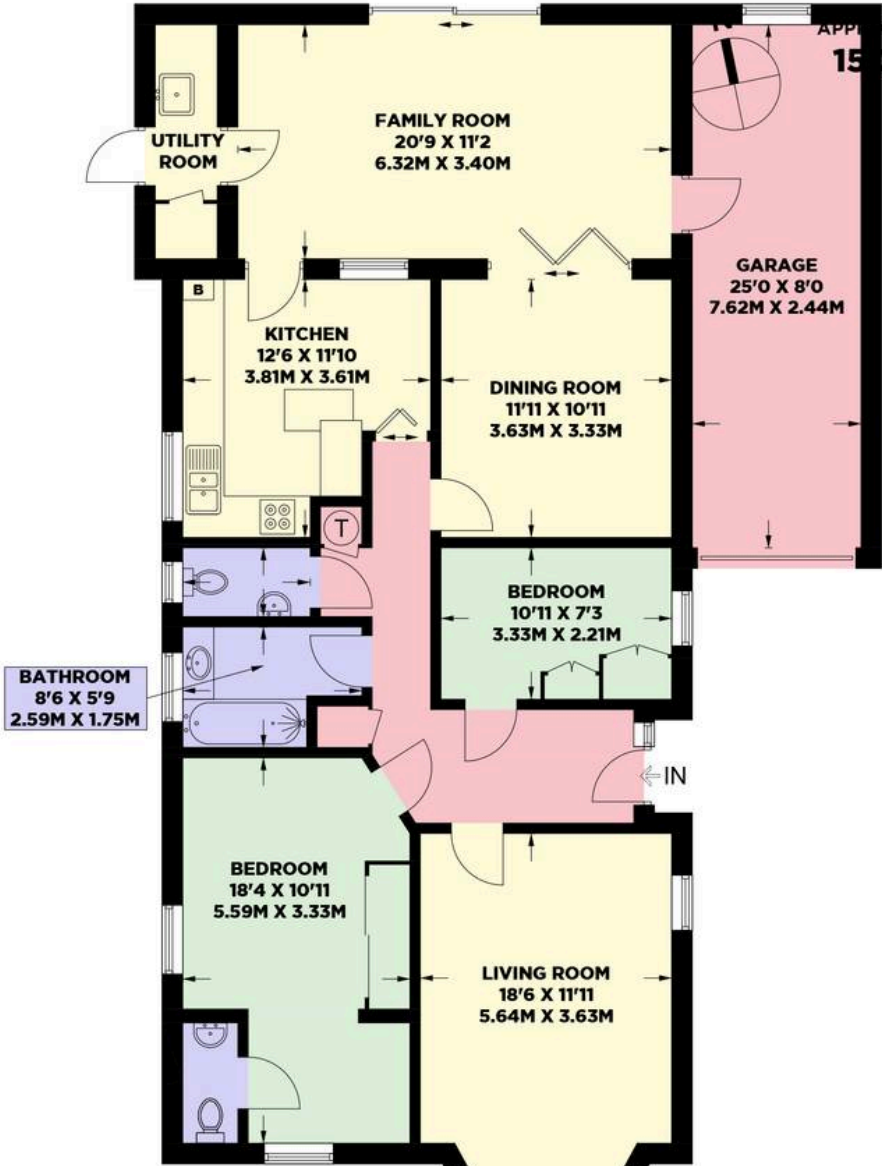 15
FAMILY ROOM
20'9 X 11'2
6.32M X 3.40M
UTILITY
ROOM
GARAGE
25'0 X 8'0
7.62M X 2.44M
B
KITCHEN
12'6 X 11'10
3.81M X 3.61M
DINING ROOM
11'11 X 10'11
3.63M X 3.33M
T
BEDROOM
10'11 X 7'3
3.33M X 2.21M
BATHROOM
8'6 X 5'9
2.59M X 1.75M
IN
BEDROOM
18'4 X 10'11
5.59M X 3.33M
LIVING ROOM
18'6 X 11'11
5.64M X 3.63M